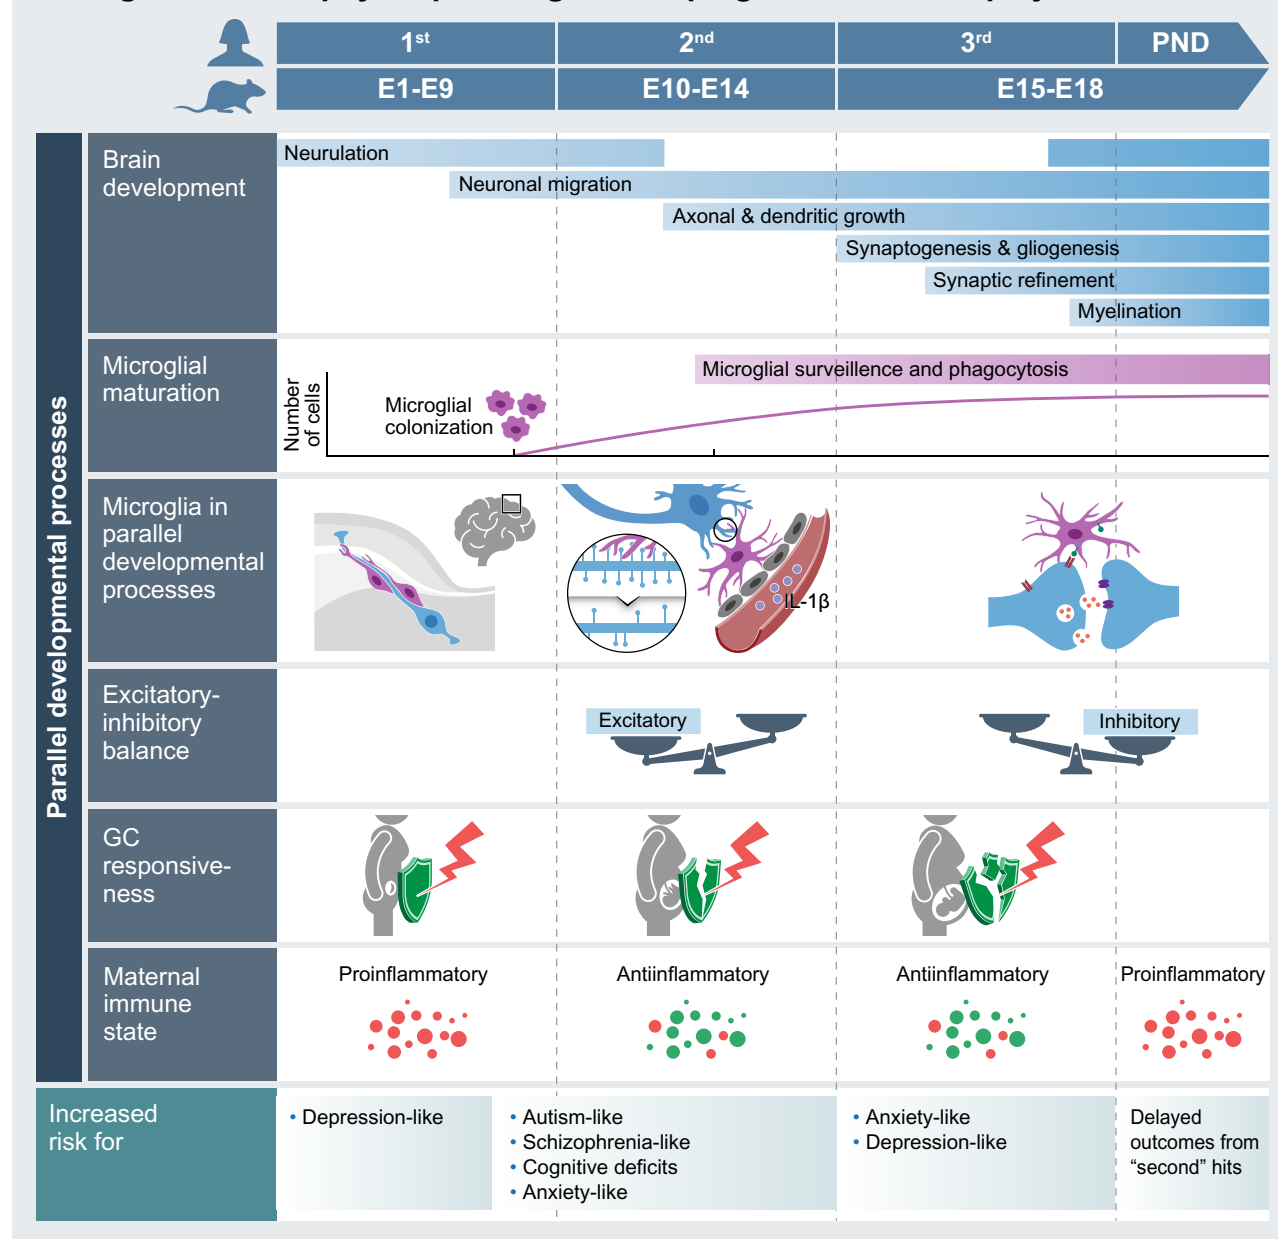 1st
2nd
3rd
PND
E1-E9
E10-E14
E15-E18
Parallel developmental processes
Brain
development
Neurulation
Neuronal migration
Axonal & dendritic growth
Synaptogenesis & gliogenesis
Synaptic refinement
Myelination
Microglial
maturation
Number
of cells
Microglial
colonization
Microglial surveillence and phagocytosis
Microglia in
parallel
developmental
processes
IL-1β
Excitatory-
inhibitory
balance
Excitatory
Inhibitory
GC
responsive-
ness
Maternal
immune
state
Proinflammatory
Antiinflammatory
Antiinflammatory
Proinflammatory
Increased
risk for
• Depression-like
• Autism-like
• Schizophrenia-like
• Cognitive deficits
• Anxiety-like
• Anxiety-like
• Depression-like
Delayed
outcomes from
“second” hits